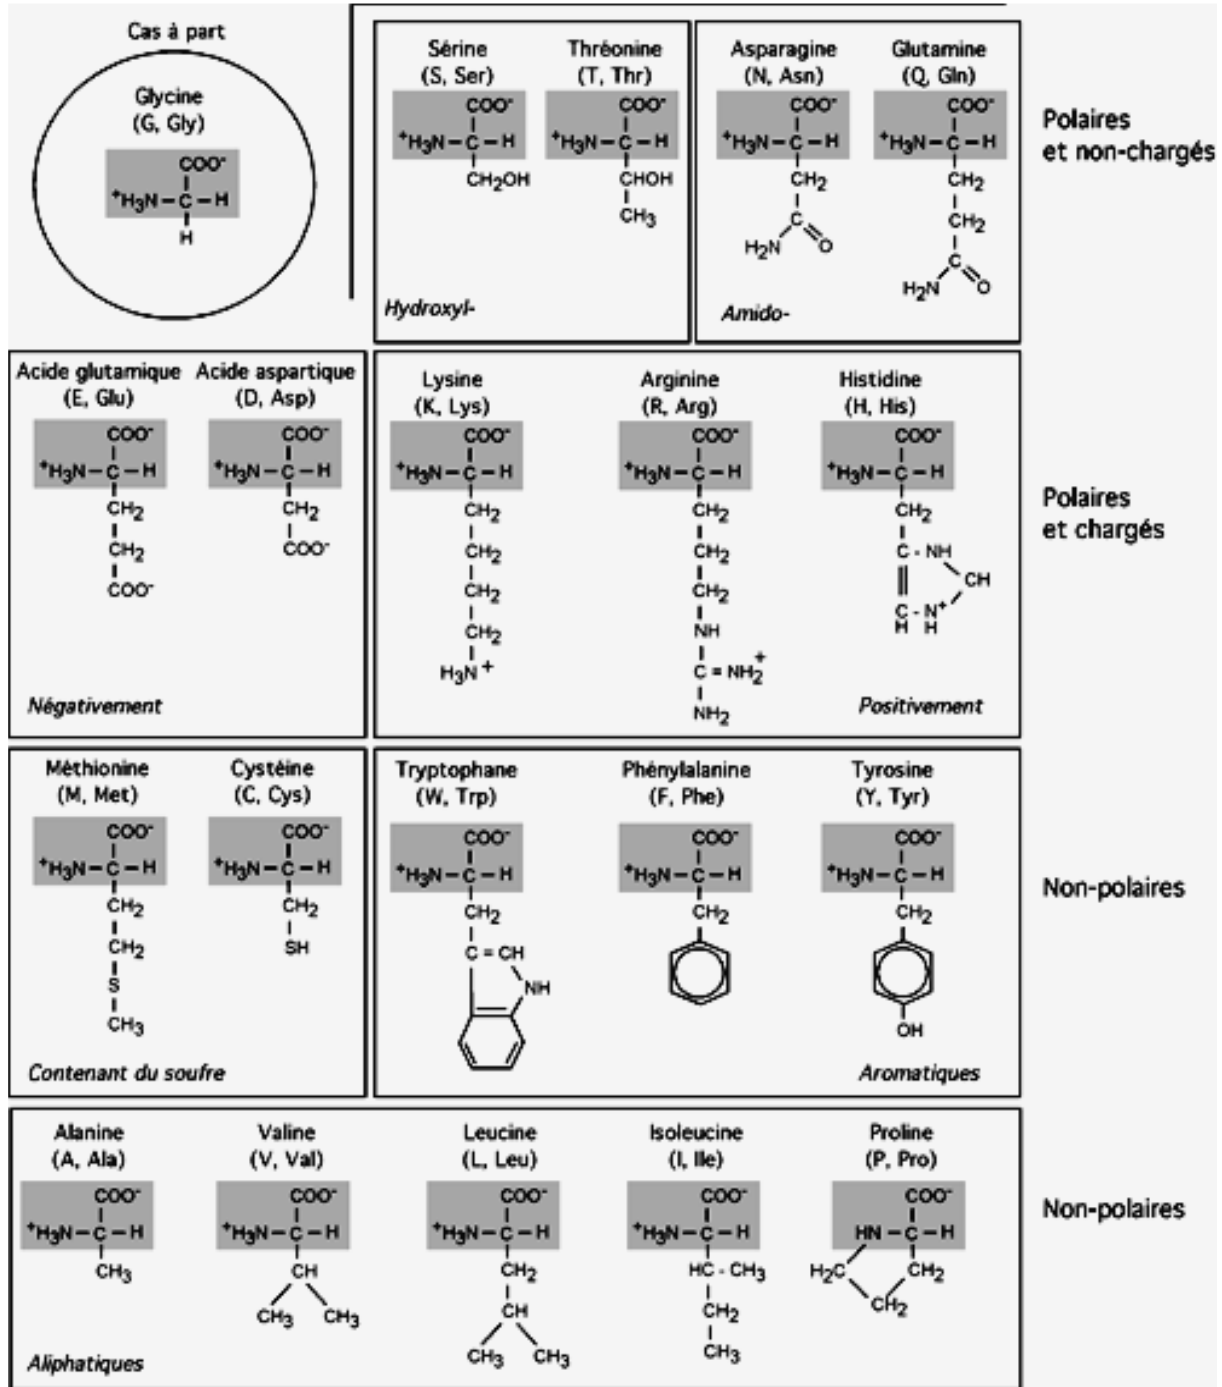 Cas à part
Glycine
(G, Gly)
COO⁻
⁺H₃N – C – H
H
Sérine
(S, Ser)
COO⁻
⁺H₃N – C – H
CH₂OH
Thréonine
(T, Thr)
COO⁻
⁺H₃N – C – H
CHOH
CH₃
Hydroxyl-
Asparagine
(N, Asn)
COO⁻
⁺H₃N – C – H
CH₂
C
H₂N O
Glutamine
(Q, Gln)
COO⁻
⁺H₃N – C – H
CH₂
CH₂
C
H₂N O
Amido-
Polaires
et non-chargés
Acide glutamique
(E, Glu)
COO⁻
⁺H₃N – C – H
CH₂
CH₂
COO⁻
Acide aspartique
(D, Asp)
COO⁻
⁺H₃N – C – H
CH₂
COO⁻
Négativement
Lysine
(K, Lys)
COO⁻
⁺H₃N – C – H
CH₂
CH₂
CH₂
CH₂
H₃N⁺
Arginine
(R, Arg)
COO⁻
⁺H₃N – C – H
CH₂
CH₂
CH₂
NH
C = NH₂⁺
NH₂
Histidine
(H, His)
COO⁻
⁺H₃N – C – H
CH₂
C - NH
CH
C - N⁺
H H
Positivement
Polaires
et chargés
Méthionine
(M, Met)
COO⁻
⁺H₃N – C – H
CH₂
CH₂
S
CH₃
Cystéine
(C, Cys)
COO⁻
⁺H₃N – C – H
CH₂
SH
Contenant du soufre
Tryptophane
(W, Trp)
COO⁻
⁺H₃N – C – H
CH₂
C = CH
NH
Phénylalanine
(F, Phe)
COO⁻
⁺H₃N – C – H
CH₂
Tyrosine
(Y, Tyr)
COO⁻
⁺H₃N – C – H
CH₂
OH
Aromatiques
Non-polaires
Alanine
(A, Ala)
COO⁻
⁺H₃N – C – H
CH₃
Valine
(V, Val)
COO⁻
⁺H₃N – C – H
CH
CH₃ CH₃
Leucine
(L, Leu)
COO⁻
⁺H₃N – C – H
CH₂
CH
CH₃ CH₃
Isoleucine
(I, Ile)
COO⁻
⁺H₃N – C – H
HC - CH₃
CH₂
CH₃
Proline
(P, Pro)
COO⁻
HN – C – H
H₂C CH₂
CH₂
Aliphatiques
Non-polaires